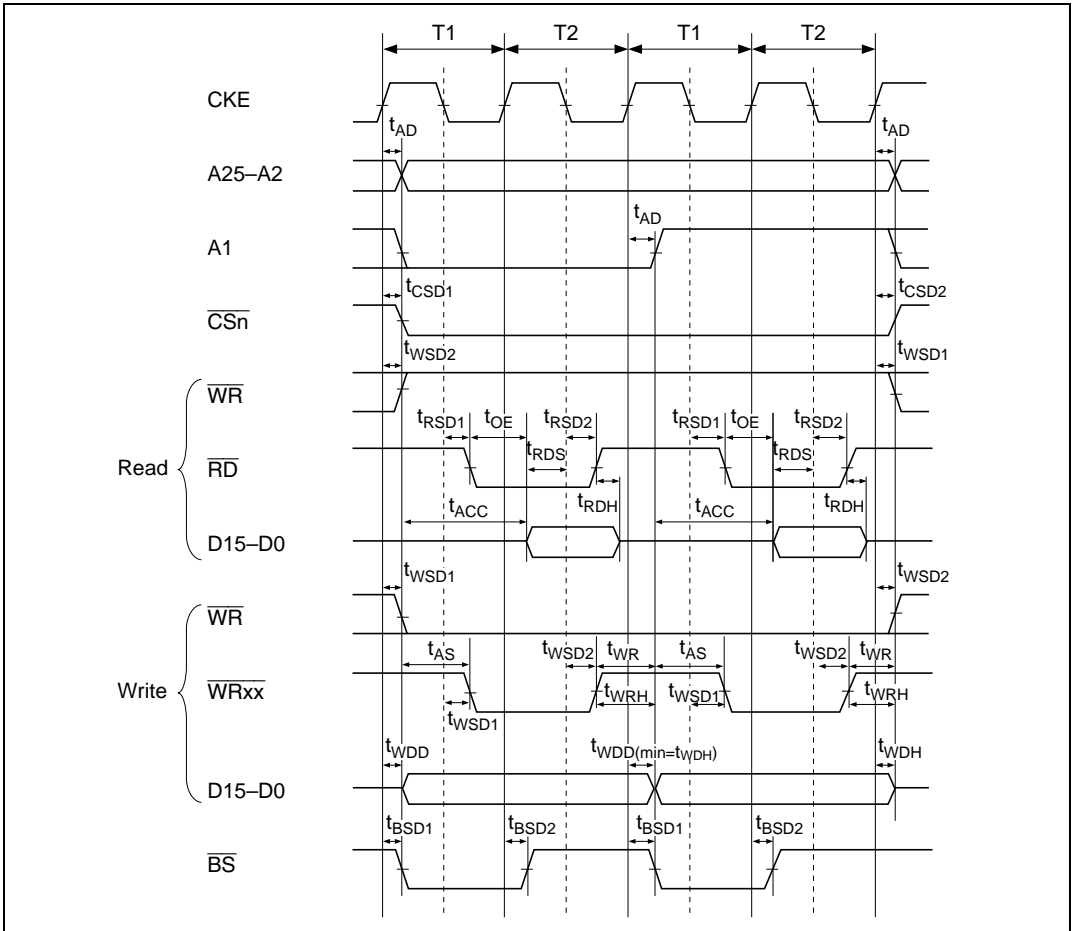 T1 T2 T1 T2
CKE
tAD tAD
A25–A2
tAD
A1
tCSD1 tCSD2
CSn
tWSD2 tWSD1
WR
tRSD1 tOE tRSD2 tRSD1 tOE tRSD2
Read RD tRDS tRDS
tRDH tRDH
tACC tACC
D15–D0
tWSD1 tWSD2
WR
tAS tWSD2 tWR tAS tWSD2 tWR
Write WRxx tWRH tWSD1 tWRH
tWSD1
tWDD tWDD(min=tWDH) tWDH
D15–D0
tBSD1 tBSD2 tBSD1 tBSD2
BS